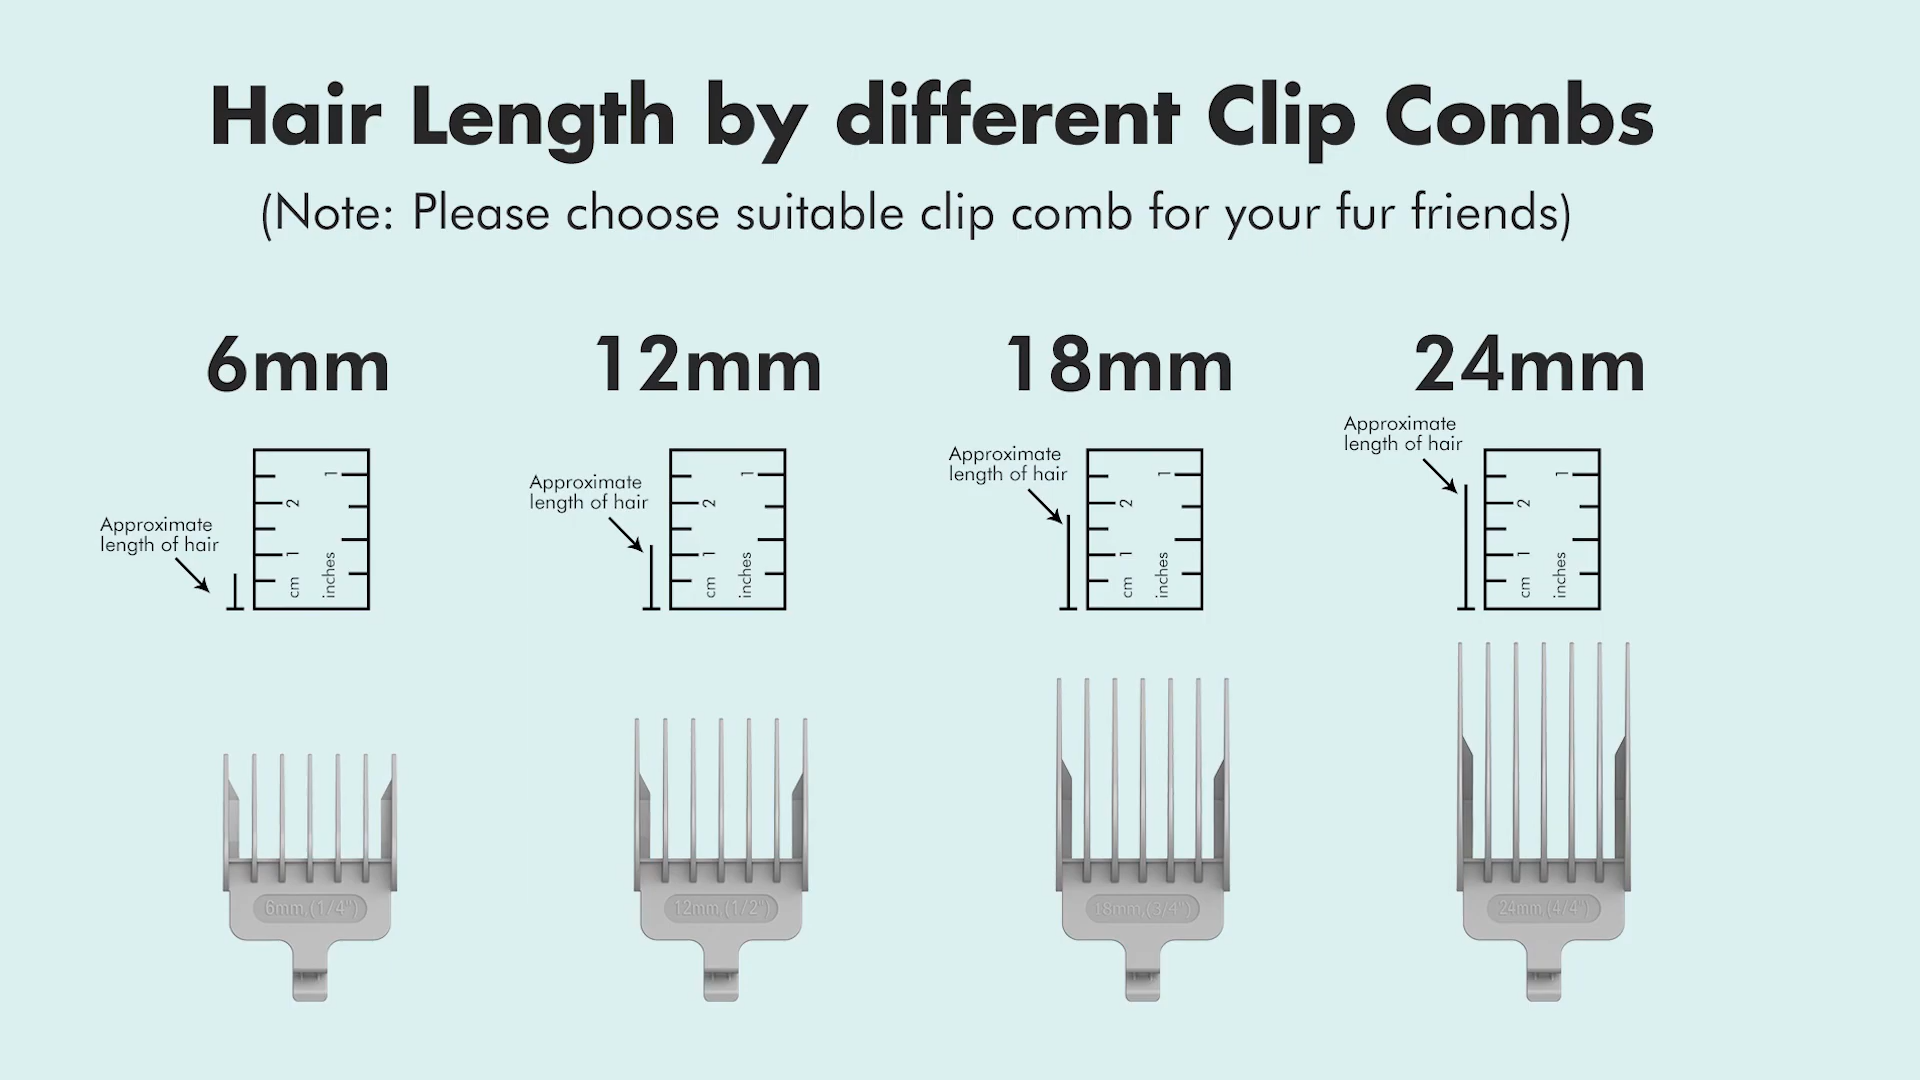 Hair Length by different Clip Combs
(Note: Please choose suitable clip comb for your fur friends)
6mm
12mm
18mm
24mm
Approximate
length of hair
Approximate
length of hair
Approximate
length of hair
Approximate
length of hair
1
2
1
cm
inches
1
2
1
cm
inches
1
2
1
cm
inches
1
2
1
cm
inches
6mm,(1/4")
12mm,(1/2")
18mm,(3/4")
24mm,(4/4")